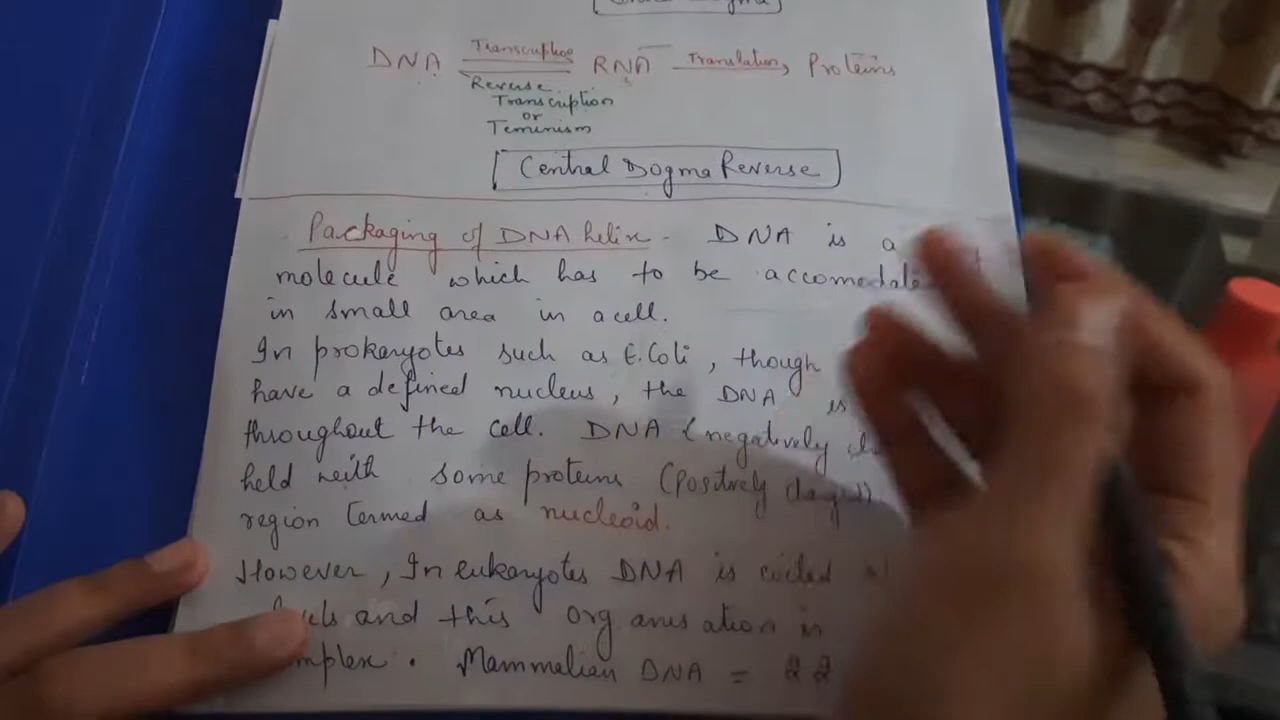 DNA Transcription RNA Translation Proteins
Reverse
Transcription
or
Teminism
Central Dogma Reverse
Packaging of DNA helix - DNA is a
molecule which has to be accomodate
in small area in a cell.
In prokaryotes such as E.Coli, though
have a defined nucleus, the DNA is
throughout the cell. DNA (negatively
held with some proteins (Positively
region termed as nucleoid.
However, In eukaryotes DNA is coiled
and this organisation is
Mammalian DNA =